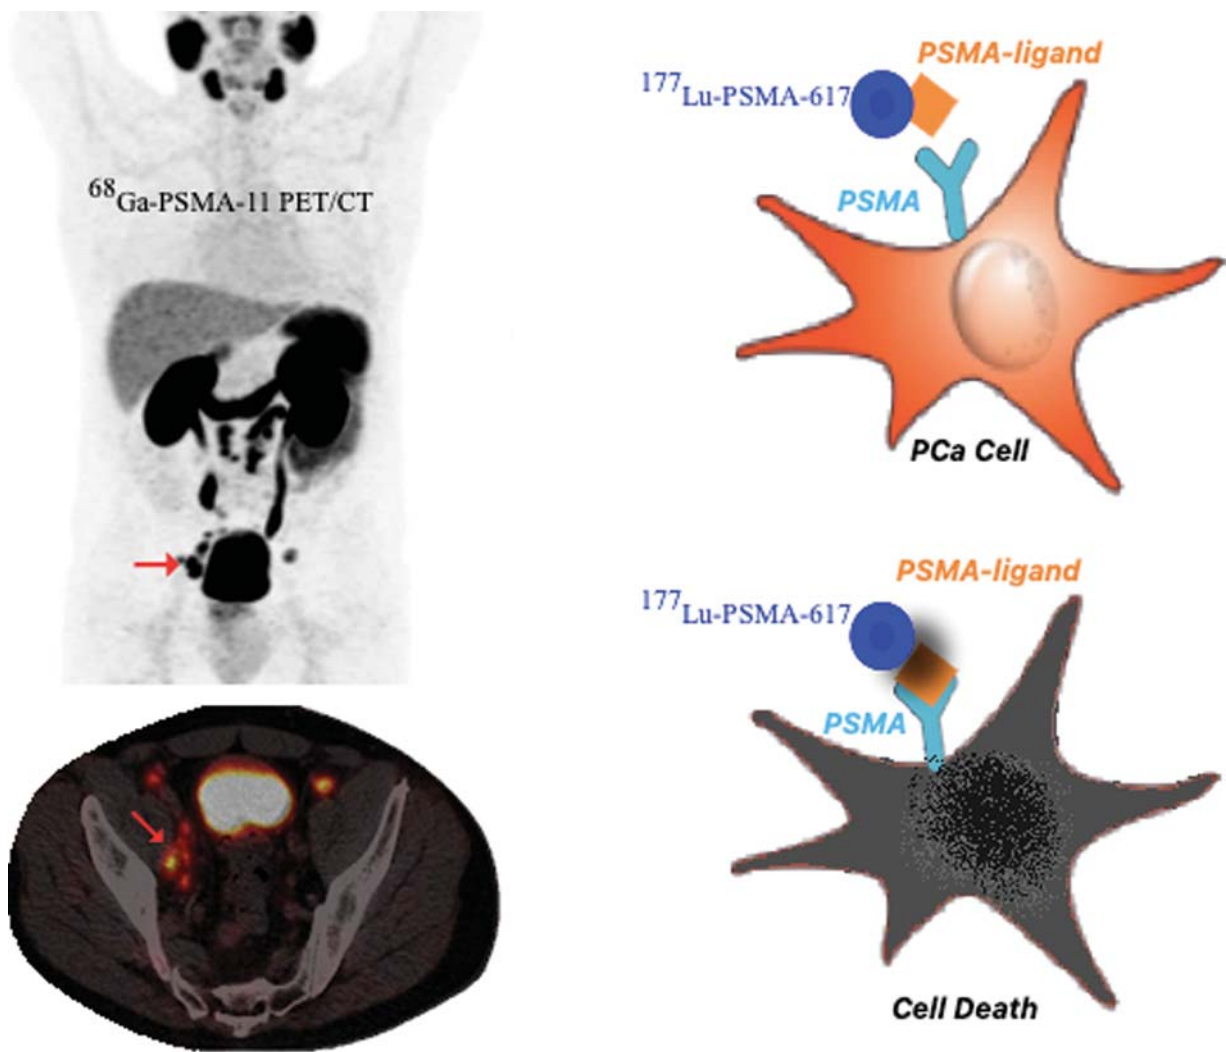 ⁶⁸Ga-PSMA-11 PET/CT
PSMA-ligand
¹⁷⁷Lu-PSMA-617
PSMA
PCa Cell
PSMA-ligand
¹⁷⁷Lu-PSMA-617
PSMA
Cell Death